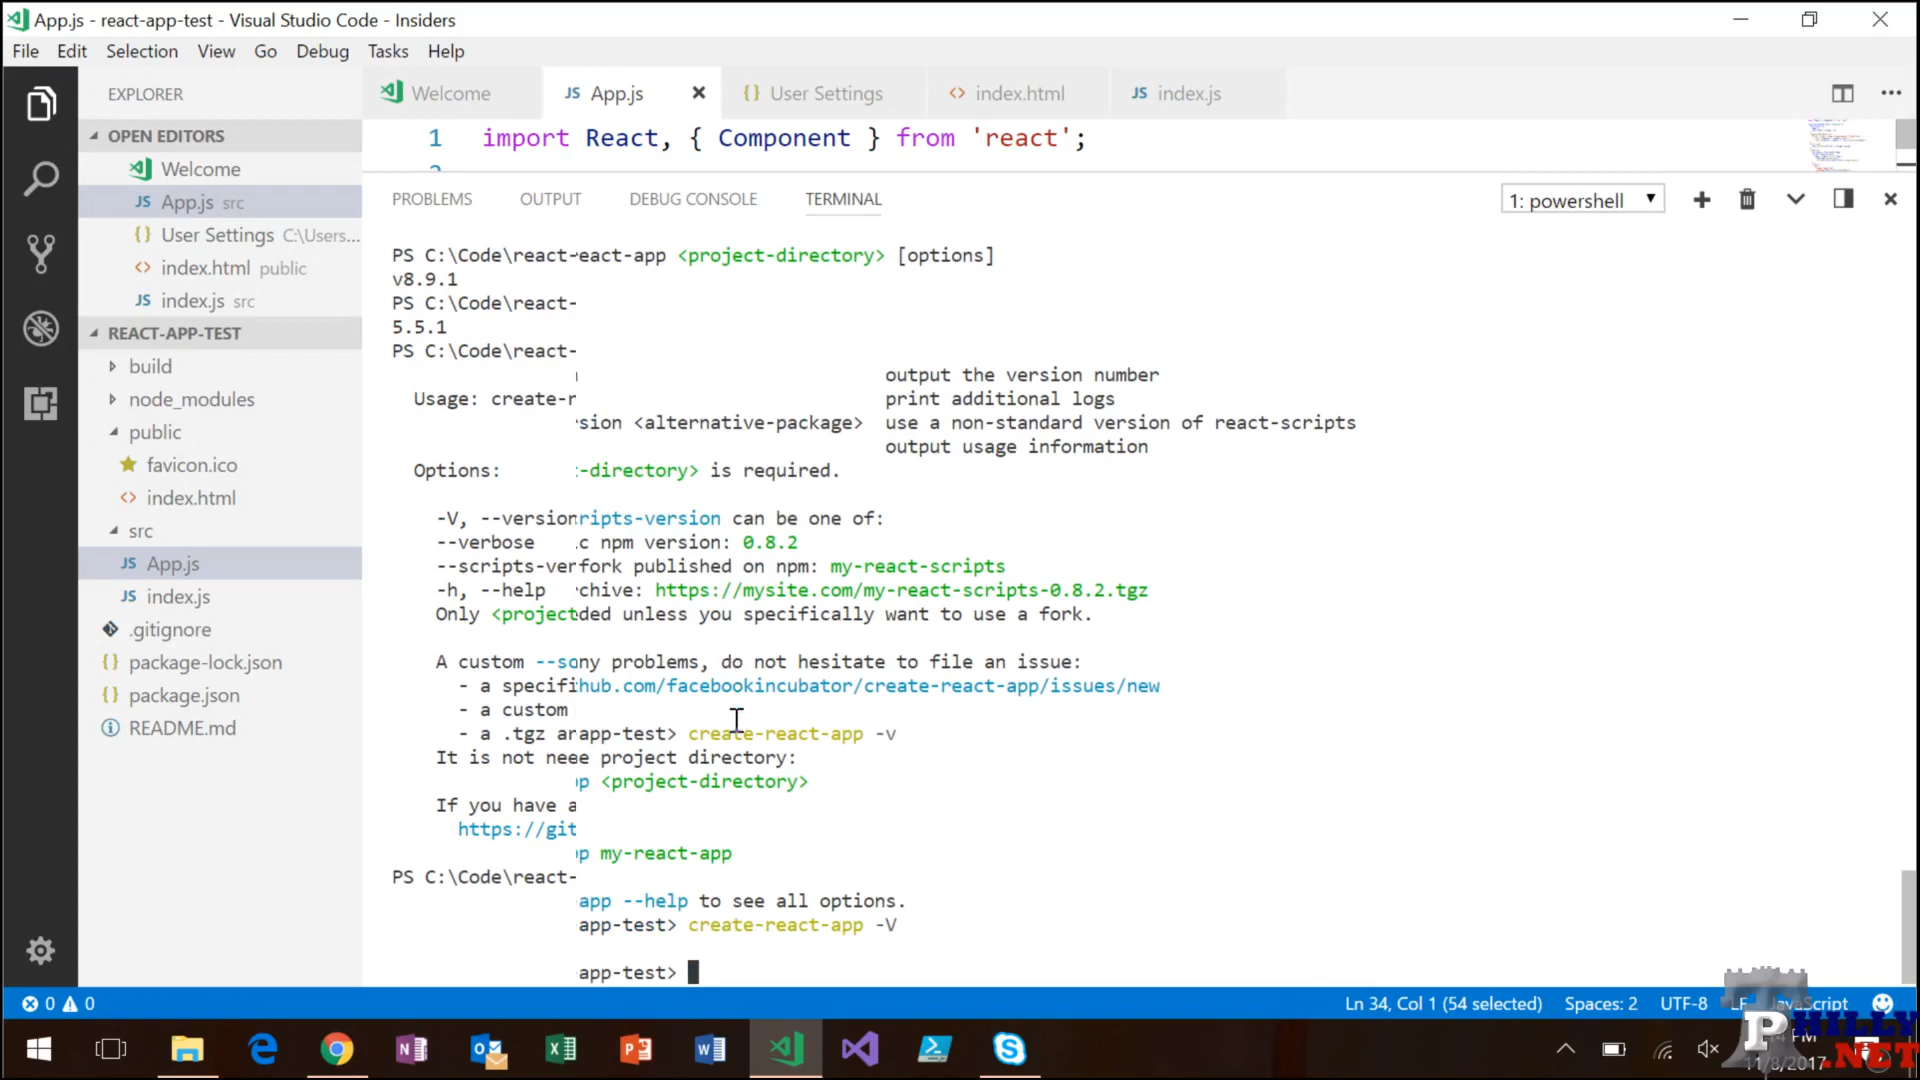 App.js - react-app-test - Visual Studio Code - Insiders
File Edit Selection View Go Debug Tasks Help
EXPLORER
OPEN EDITORS
Welcome
App.js src
User Settings C:\Users...
index.html public
index.js src
REACT-APP-TEST
build
node_modules
public
favicon.ico
index.html
src
App.js
index.js
.gitignore
package-lock.json
package.json
README.md
Welcome App.js User Settings index.html index.js
1 import React, { Component } from 'react';
PROBLEMS OUTPUT DEBUG CONSOLE TERMINAL
1: powershell
PS C:\Code\react-eact-app <project-directory> [options]
v8.9.1
PS C:\Code\react-
5.5.1
PS C:\Code\react-
output the version number
Usage: create-r print additional logs
sion <alternative-package> use a non-standard version of react-scripts
output usage information
Options: -directory> is required.
-V, --versionripts-version can be one of:
--verbose c npm version: 0.8.2
--scripts-verfork published on npm: my-react-scripts
-h, --help chive: https://mysite.com/my-react-scripts-0.8.2.tgz
Only <projectded unless you specifically want to use a fork.
A custom --sony problems, do not hesitate to file an issue:
- a specifihub.com/facebookincubator/create-react-app/issues/new
- a custom
- a .tgz arapp-test> create-react-app -v
It is not neee project directory:
p <project-directory>
If you have a
https://git
p my-react-app
PS C:\Code\react-
app --help to see all options.
app-test> create-react-app -V
app-test>
0 0
Ln 34, Col 1 (54 selected) Spaces: 2 UTF-8 LF JavaScript
PHILLY
PM
.NET
11/8/2017